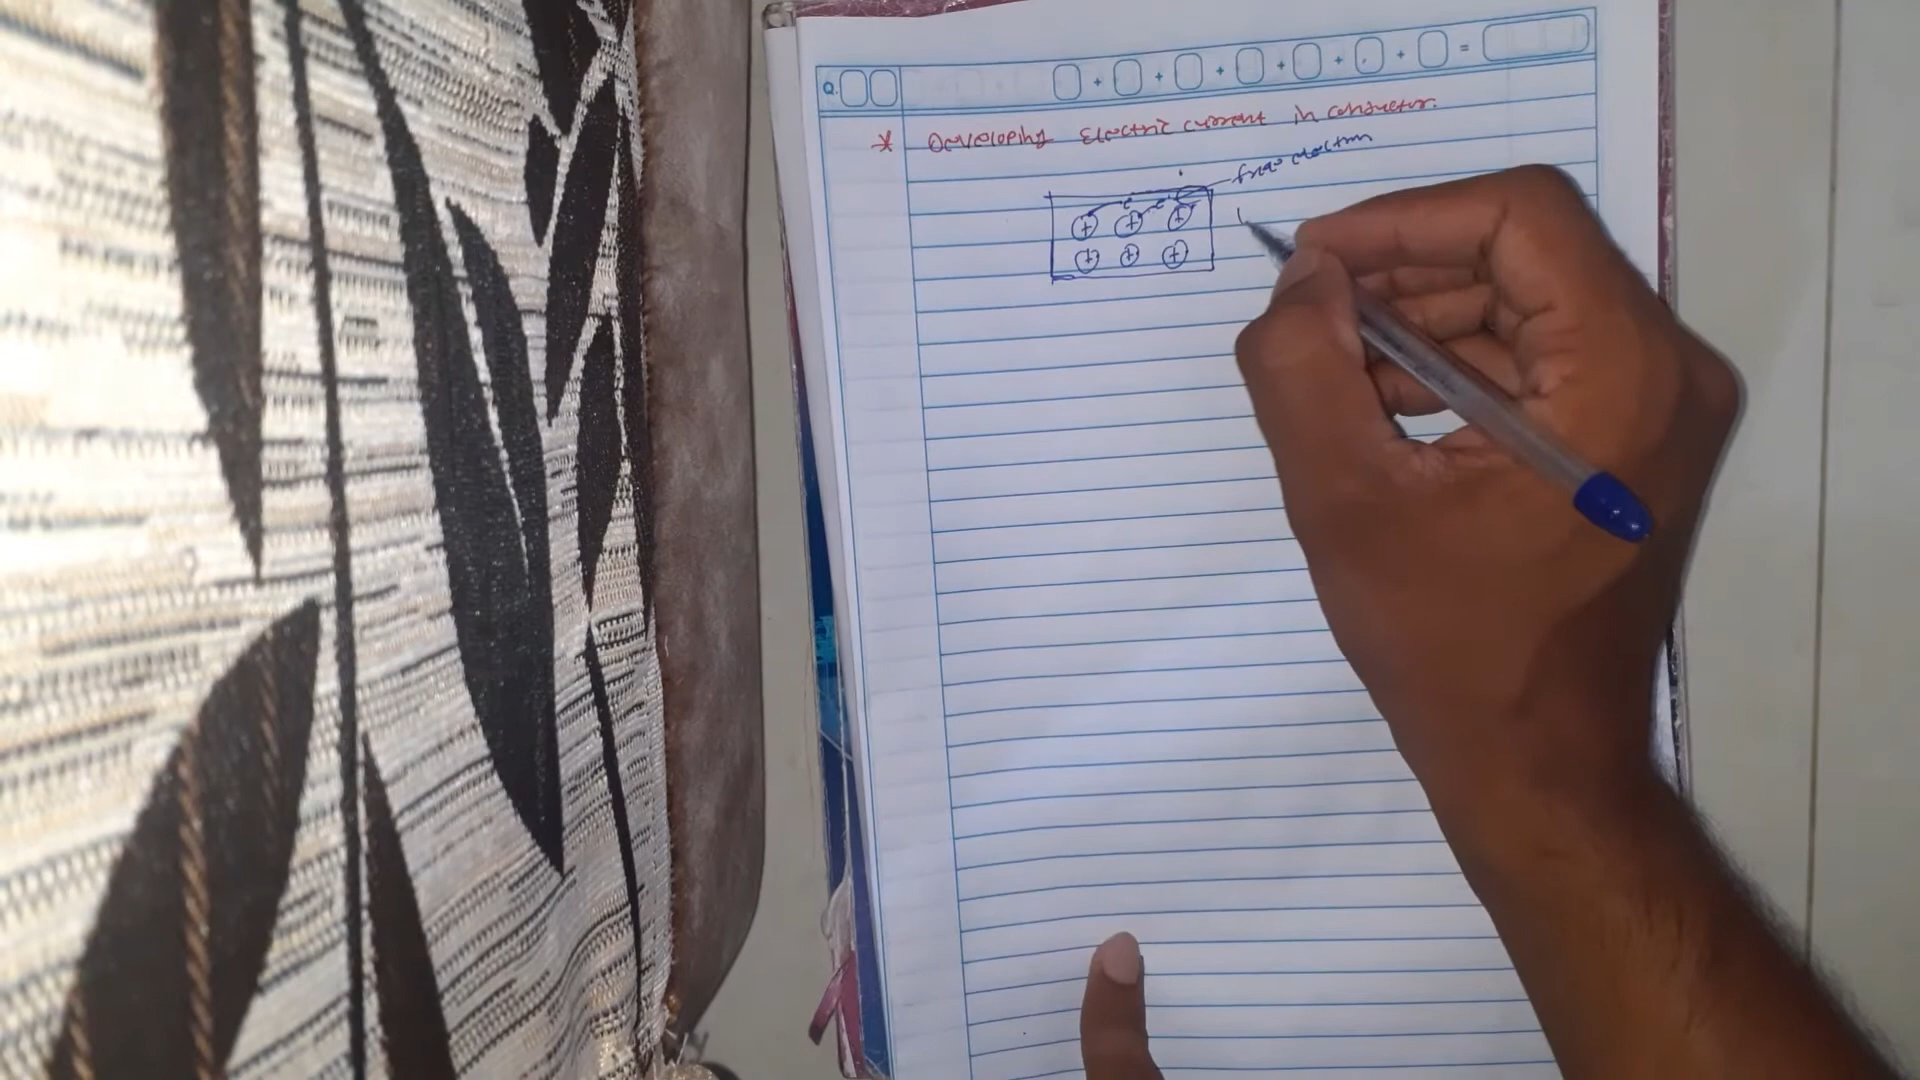 Q. + + + + + + =
* Developing Electric current in conductor.
free electron
e e
+ + +
+ + +